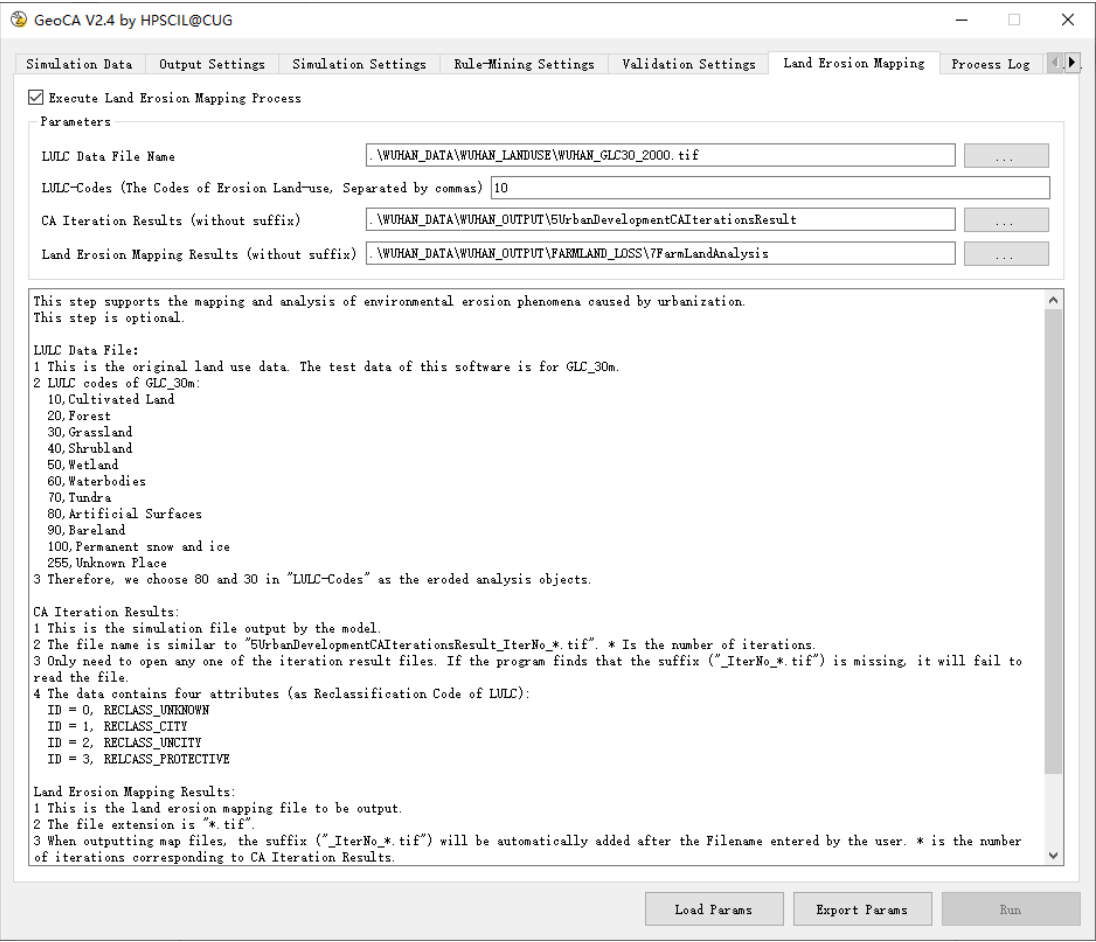 GeoCA V2.4 by HPSCIL@CUG
Simulation Data Output Settings Simulation Settings Rule-Mining Settings Validation Settings Land Erosion Mapping Process Log
Execute Land Erosion Mapping Process
Parameters
LULC Data File Name .\WUHAN_DATA\WUHAN_LANDUSE\WUHAN_GLC30_2000.tif ...
LULC-Codes (The Codes of Erosion Land-use, Separated by commas) 10
CA Iteration Results (without suffix) .\WUHAN_DATA\WUHAN_OUTPUT\5UrbanDevelopmentCAIterationsResult ...
Land Erosion Mapping Results (without suffix) .\WUHAN_DATA\WUHAN_OUTPUT\FARMLAND_LOSS\7FarmLandAnalysis ...
This step supports the mapping and analysis of environmental erosion phenomena caused by urbanization.
This step is optional.
LULC Data File:
1 This is the original land use data. The test data of this software is for GLC_30m.
2 LULC codes of GLC_30m:
10,Cultivated Land
20,Forest
30,Grassland
40,Shrubland
50,Wetland
60,Waterbodies
70,Tundra
80,Artificial Surfaces
90,Bareland
100,Permanent snow and ice
255,Unknown Place
3 Therefore, we choose 80 and 30 in "LULC-Codes" as the eroded analysis objects.
CA Iteration Results:
1 This is the simulation file output by the model.
2 The file name is similar to "5UrbanDevelopmentCAIterationsResult_IterNo_*.tif". * Is the number of iterations.
3 Only need to open any one of the iteration result files. If the program finds that the suffix ("_IterNo_*.tif") is missing, it will fail to
read the file.
4 The data contains four attributes (as Reclassification Code of LULC):
ID = 0, RECLASS_UNKNOWN
ID = 1, RECLASS_CITY
ID = 2, RECLASS_UNCITY
ID = 3, RELCASS_PROTECTIVE
Land Erosion Mapping Results:
1 This is the land erosion mapping file to be output.
2 The file extension is "*.tif".
3 When outputting map files, the suffix ("_IterNo_*.tif") will be automatically added after the Filename entered by the user. * is the number
of iterations corresponding to CA Iteration Results.
Load Params Export Params Run